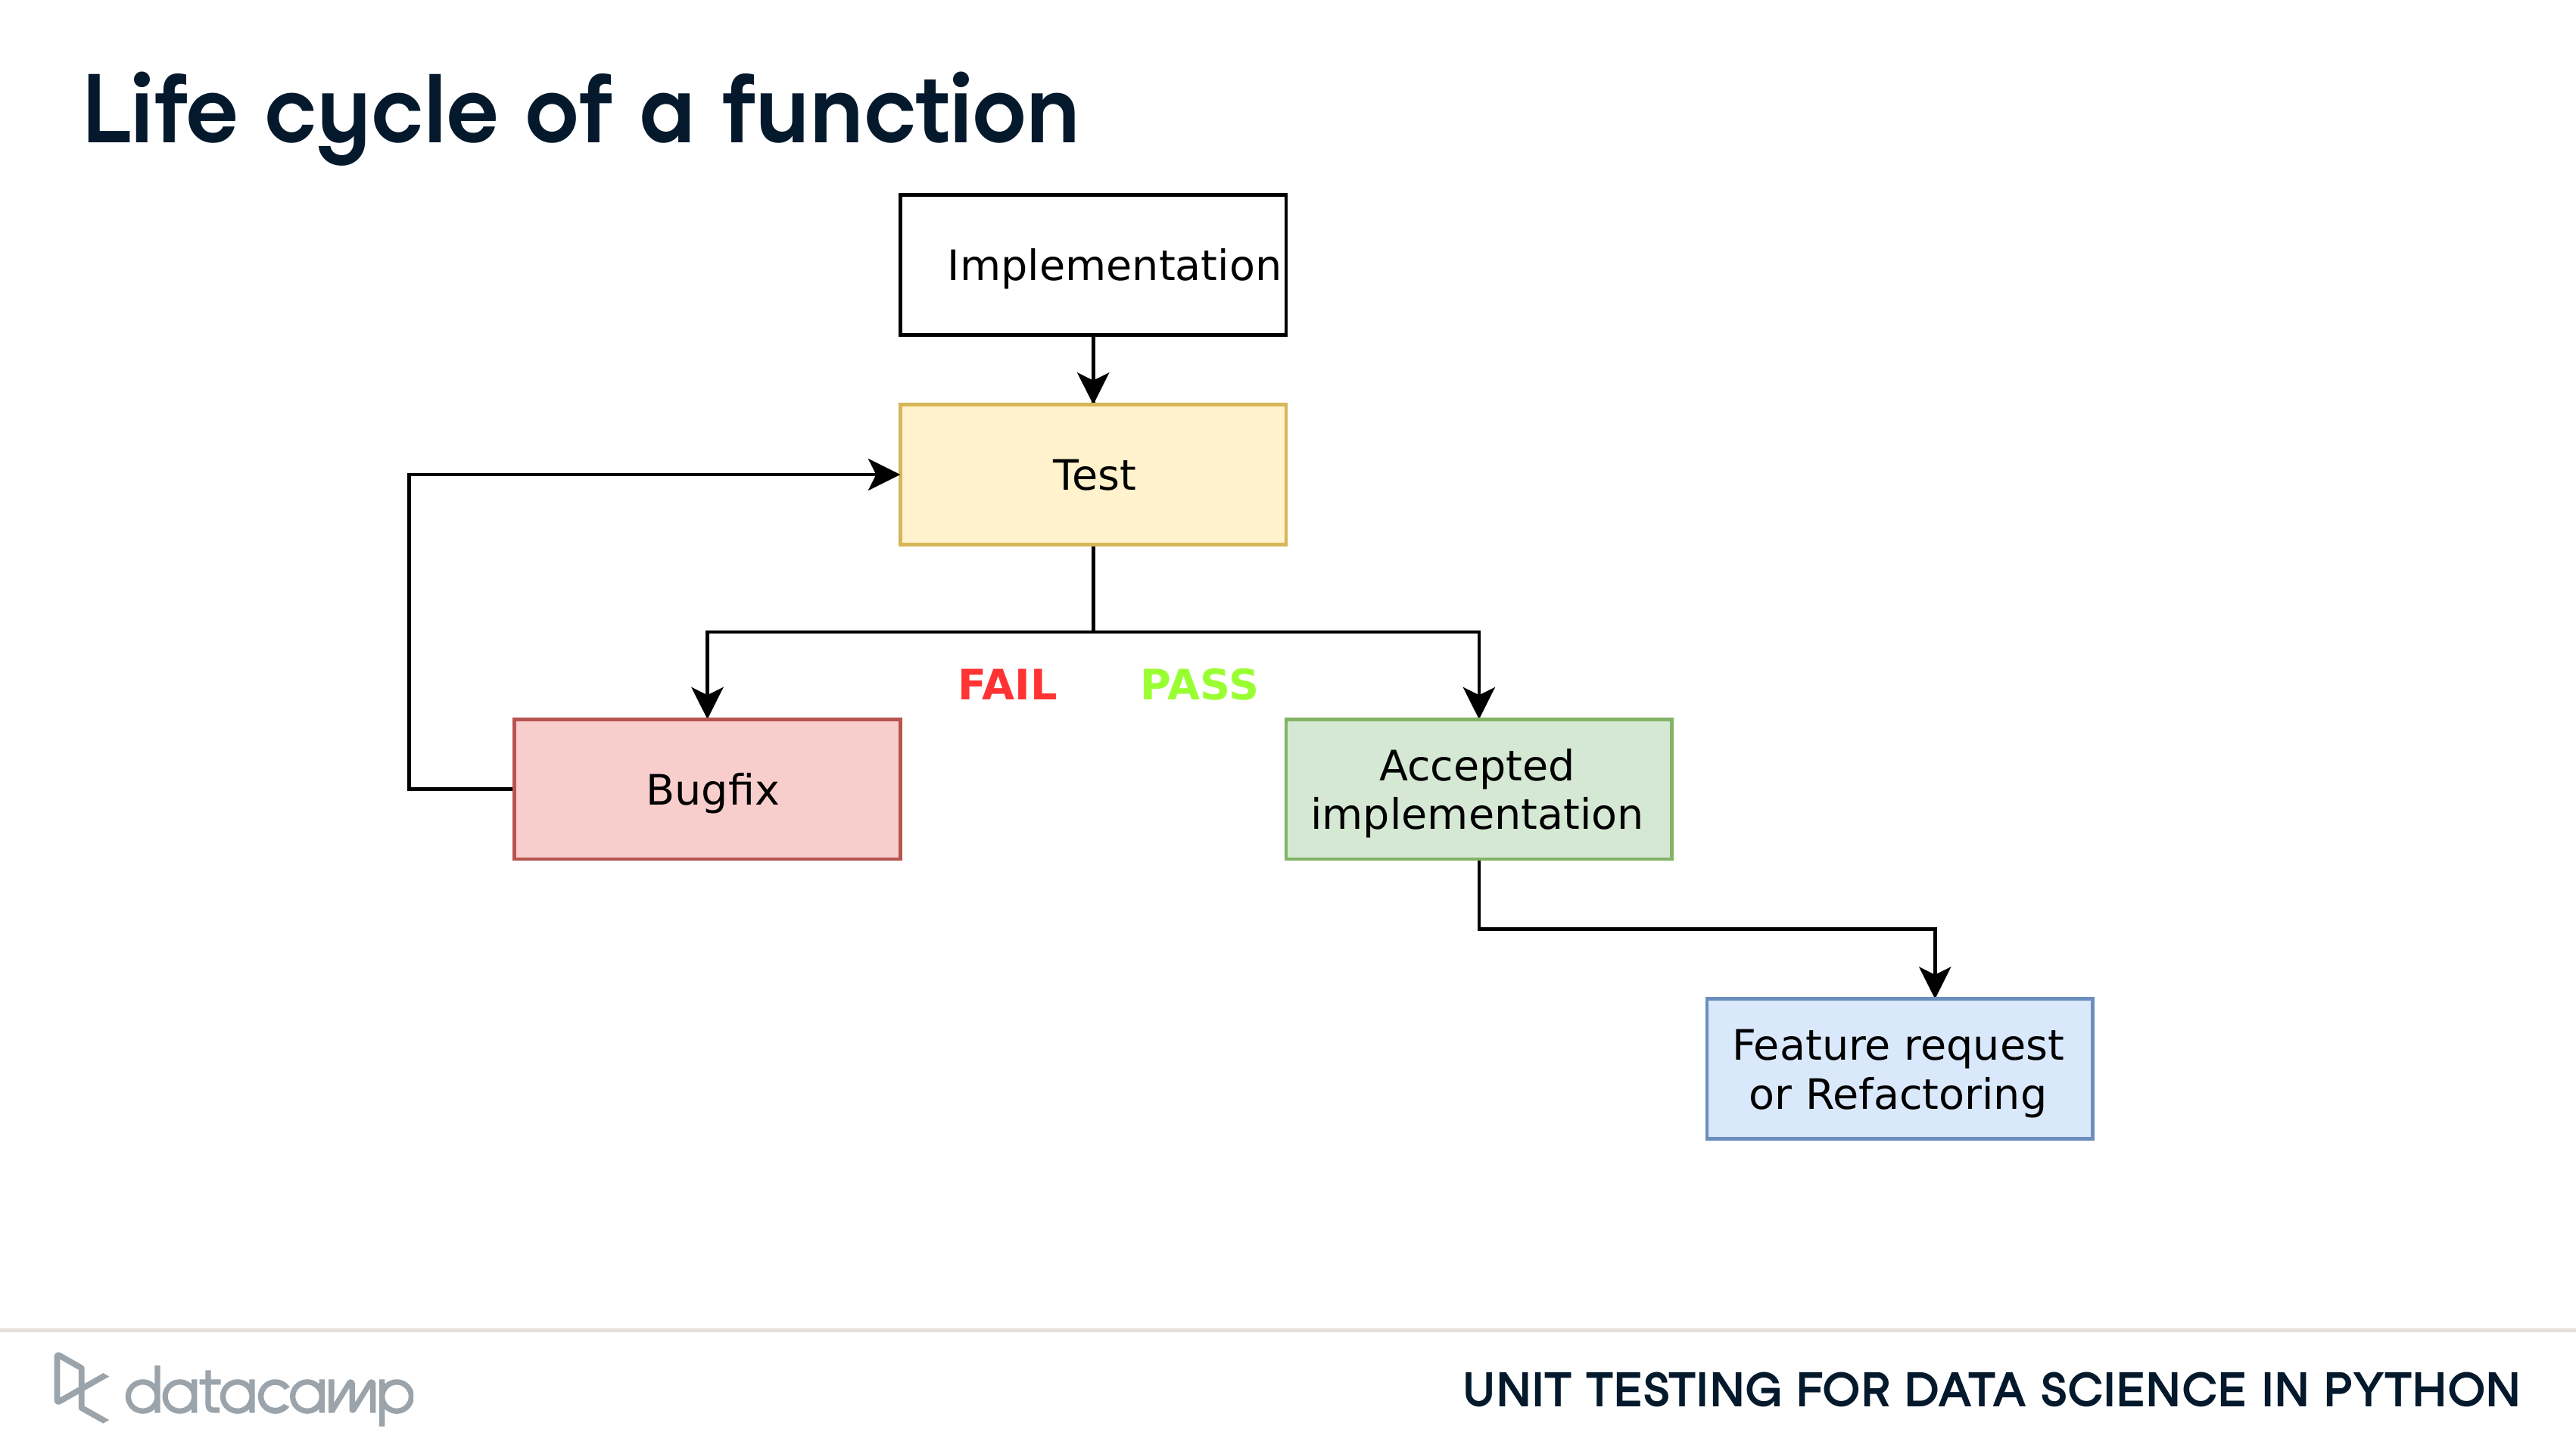 Life cycle of a function
Implementation
Test
FAIL
PASS
Bugfix
Accepted
implementation
Feature request
or Refactoring
datacamp
UNIT TESTING FOR DATA SCIENCE IN PYTHON